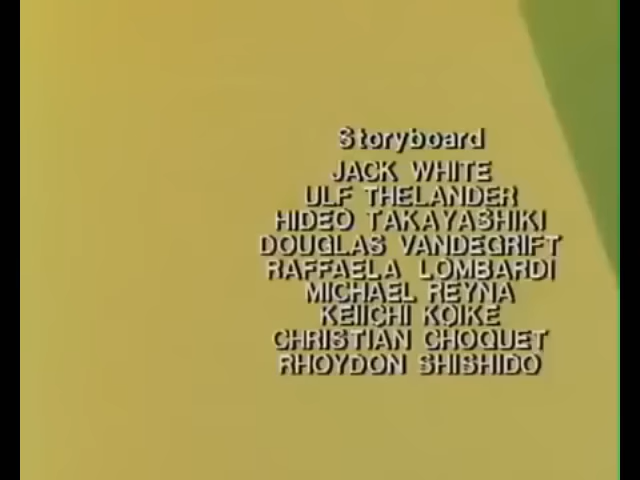 Storyboard
JACK WHITE
ULF THELANDER
HIDEO TAKAYASHIKI
DOUGLAS VANDEGRIFT
RAFFAELA LOMBARDI
MICHAEL REYNA
KEIICHI KOIKE
CHRISTIAN CHOQUET
RHOYDON SHISHIDO